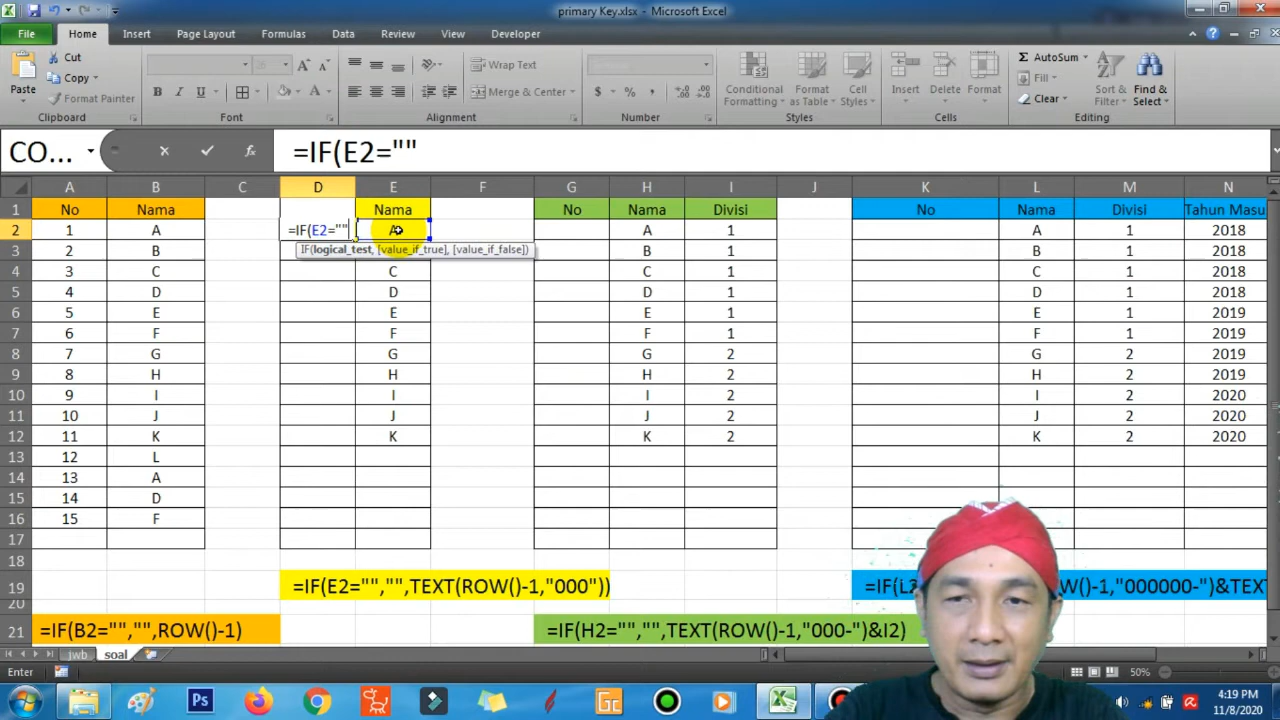 primary Key.xlsx - Microsoft Excel
File Home Insert Page Layout Formulas Data Review View Developer
Cut
Copy
Format Painter
Paste
Wrap Text
Merge & Center
Conditional Formatting
Format as Table
Cell Styles
Insert Delete Format
AutoSum
Fill
Clear
Sort & Filter
Find & Select
Clipboard Font Alignment Number Styles Cells Editing
CO... fx =IF(E2=""
A B C D E F G H I J K L M N
1 No Nama Nama No Nama Divisi No Nama Divisi Tahun Masu
2 1 A =IF(E2="" A A 1 A 1 2018
IF(logical_test, [value_if_true], [value_if_false])
3 2 B B 1 B 1 2018
4 3 C C C 1 C 1 2018
5 4 D D D 1 D 1 2018
6 5 E E E 1 E 1 2019
7 6 F F F 1 F 1 2019
8 7 G G G 2 G 2 2019
9 8 H H H 2 H 2 2019
10 9 I I I 2 I 2 2020
11 10 J J J 2 J 2 2020
12 11 K K K 2 K 2 2020
13 12 L
14 13 A
15 14 D
16 15 F
17
18
19 =IF(E2="","",TEXT(ROW()-1,"000")) =IF(L OW()-1,"000000-")&TEX
20
21 =IF(B2="","",ROW()-1) =IF(H2="","",TEXT(ROW()-1,"000-")&I2)
jwb soal
Enter 50%
4:19 PM
11/8/2020